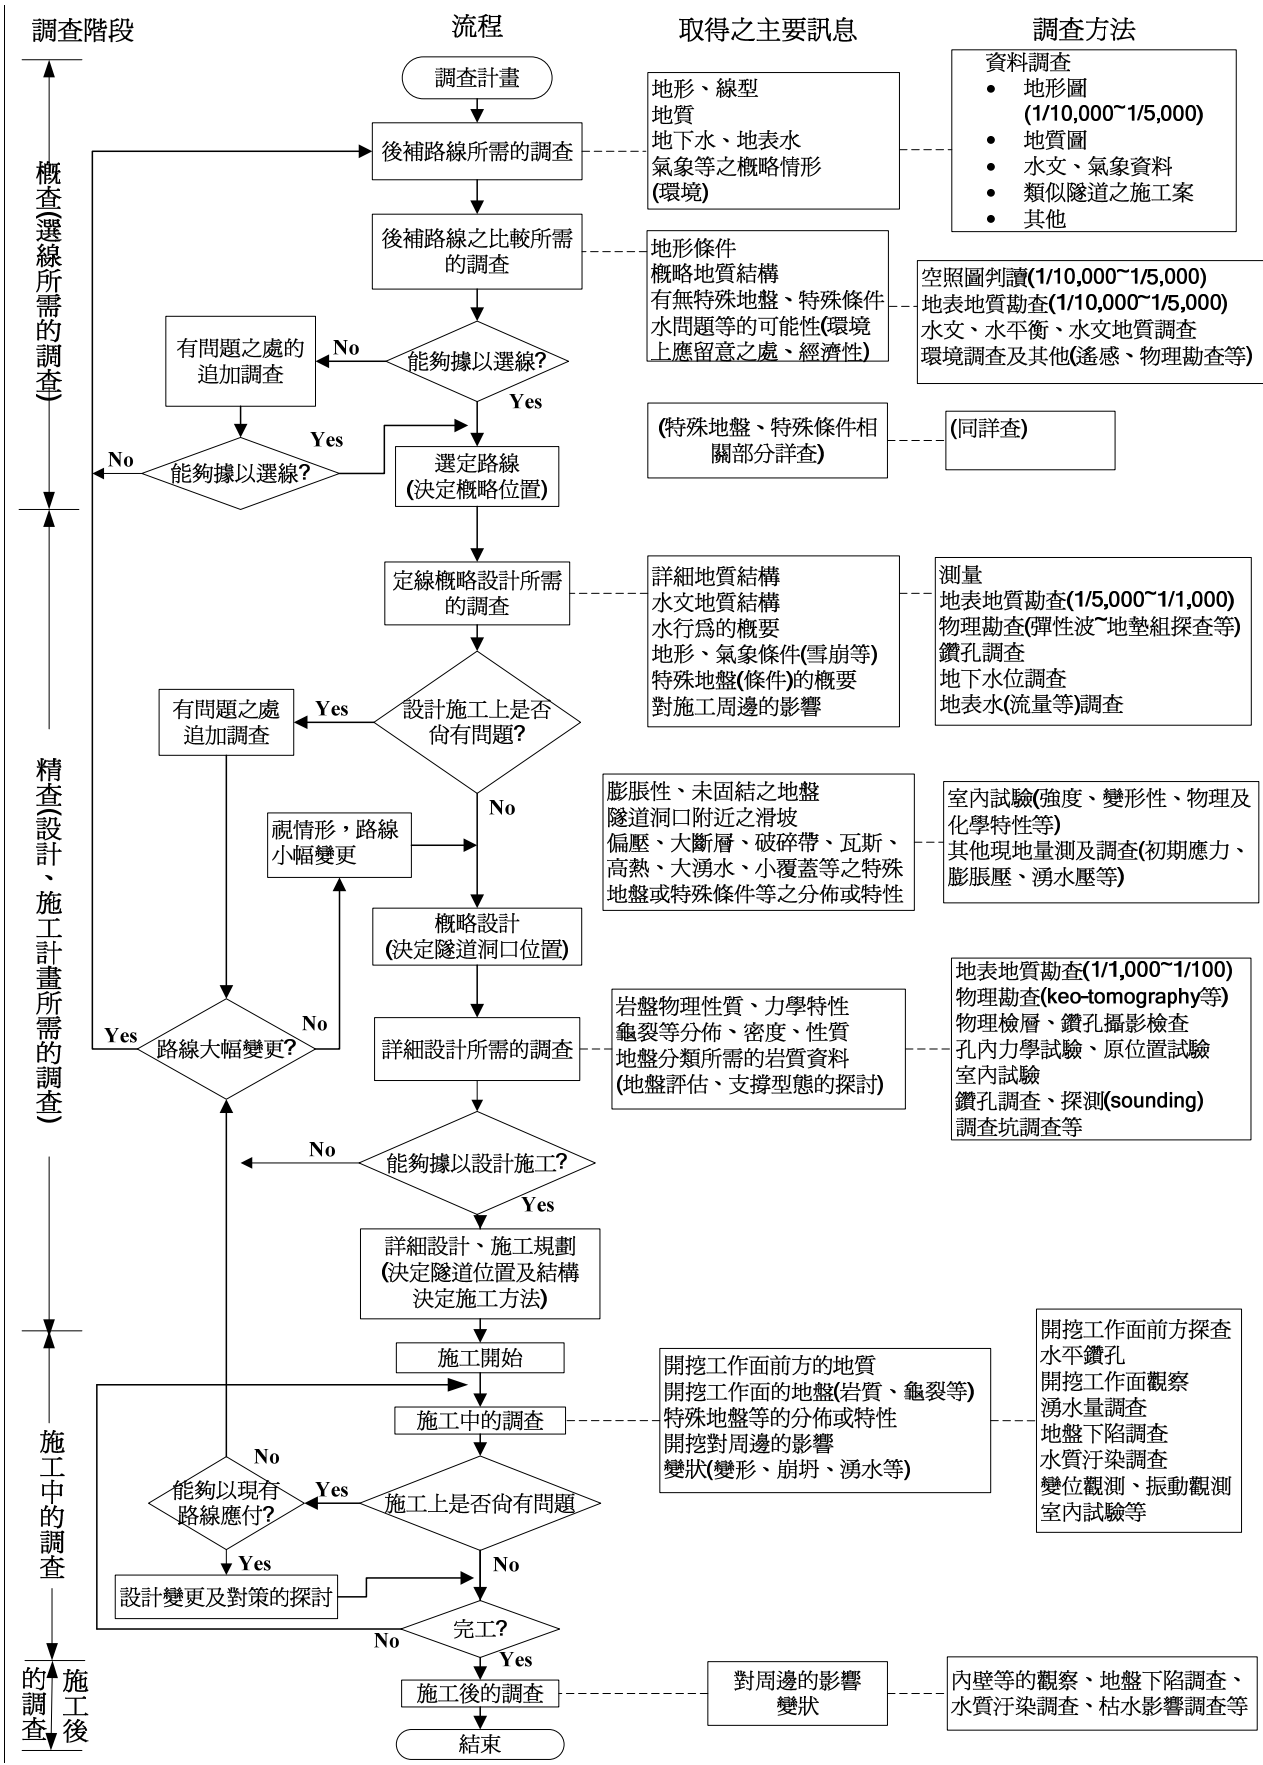 調查階段
流程
取得之主要訊息
調查方法
概查(選線所需的調查)
調查計畫
後補路線所需的調查
地形、線型
地質
地下水、地表水
氣象等之概略情形
(環境)
資料調查
• 地形圖
(1/10,000~1/5,000)
• 地質圖
• 水文、氣象資料
• 類似隧道之施工案
• 其他
後補路線之比較所需
的調查
地形條件
概略地質結構
有無特殊地盤、特殊條件
水問題等的可能性(環境
上應留意之處、經濟性)
空照圖判讀(1/10,000~1/5,000)
地表地質勘查(1/10,000~1/5,000)
水文、水平衡、水文地質調查
環境調查及其他(遙感、物理勘查等)
能夠據以選線?
No
Yes
有問題之處的
追加調查
能夠據以選線?
Yes
No
選定路線
(決定概略位置)
(特殊地盤、特殊條件相
關部分詳查)
(同詳查)
精查(設計、施工計畫所需的調查)
定線概略設計所需
的調查
詳細地質結構
水文地質結構
水行為的概要
地形、氣象條件(雪崩等)
特殊地盤(條件)的概要
對施工周邊的影響
測量
地表地質勘查(1/5,000~1/1,000)
物理勘查(彈性波~地墊組探查等)
鑽孔調查
地下水位調查
地表水(流量等)調查
設計施工上是否
尚有問題?
Yes
No
有問題之處
追加調查
視情形，路線
小幅變更
膨脹性、未固結之地盤
隧道洞口附近之滑坡
偏壓、大斷層、破碎帶、瓦斯、
高熱、大湧水、小覆蓋等之特殊
地盤或特殊條件等之分佈或特性
室內試驗(強度、變形性、物理及
化學特性等)
其他現地量測及調查(初期應力、
膨脹壓、湧水壓等)
概略設計
(決定隧道洞口位置)
路線大幅變更?
Yes
No
詳細設計所需的調查
岩盤物理性質、力學特性
龜裂等分佈、密度、性質
地盤分類所需的岩質資料
(地盤評估、支撐型態的探討)
地表地質勘查(1/1,000~1/100)
物理勘查(keo-tomography等)
物理檢層、鑽孔攝影檢查
孔內力學試驗、原位置試驗
室內試驗
鑽孔調查、探測(sounding)
調查坑調查等
能夠據以設計施工?
No
Yes
詳細設計、施工規劃
(決定隧道位置及結構
決定施工方法)
施工中的調查
施工開始
施工中的調查
開挖工作面前方的地質
開挖工作面的地盤(岩質、龜裂等)
特殊地盤等的分佈或特性
開挖對周邊的影響
變狀(變形、崩坍、湧水等)
開挖工作面前方探查
水平鑽孔
開挖工作面觀察
湧水量調查
地盤下陷調查
水質汙染調查
變位觀測、振動觀測
室內試驗等
施工上是否尚有問題
Yes
No
能夠以現有
路線應付?
No
Yes
設計變更及對策的探討
完工?
No
Yes
施工後
的調查
施工後的調查
對周邊的影響
變狀
內壁等的觀察、地盤下陷調查、
水質汙染調查、枯水影響調查等
結束